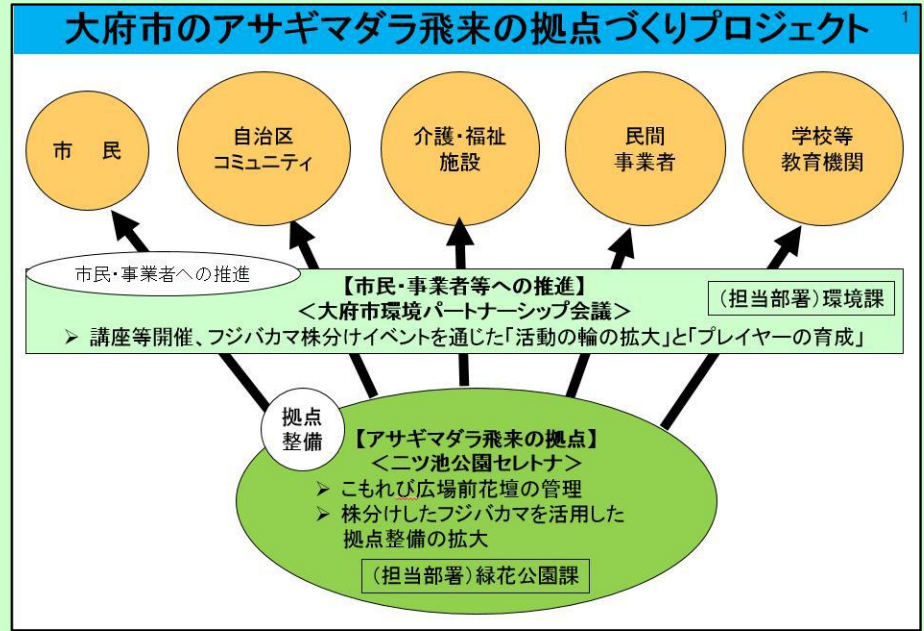 大府市のアサギマダラ飛来の拠点づくりプロジェクト
1
市　民
自治区
コミュニティ
介護・福祉
施設
民間
事業者
学校等
教育機関
市民・事業者への推進
【市民・事業者等への推進】
＜大府市環境パートナーシップ会議＞
(担当部署)環境課
➢ 講座等開催、フジバカマ株分けイベントを通じた「活動の輪の拡大」と「プレイヤーの育成」
拠点
整備
【アサギマダラ飛来の拠点】
＜二ツ池公園セレトナ＞
➢ こもれび広場前花壇の管理
➢ 株分けしたフジバカマを活用した
拠点整備の拡大
(担当部署)緑花公園課